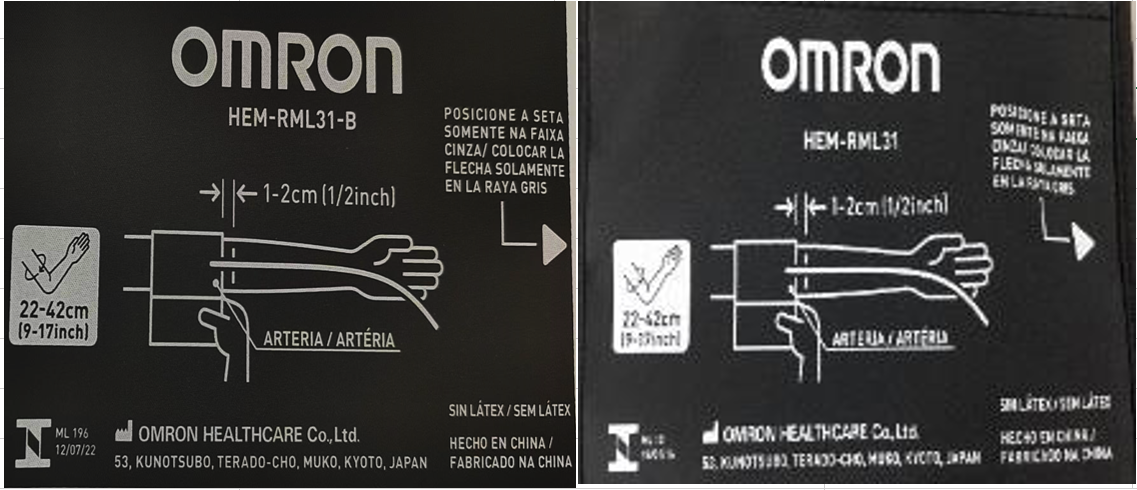 OMRON
HEM-RML31-B
POSICIONE A SETA
SOMENTE NA FAIXA
CINZA/ COLOCAR LA
FLECHA SOLAMENTE
EN LA RAYA GRIS
1-2cm (1/2inch)
22-42cm
(9-17inch)
ARTERIA / ARTÉRIA
SIN LÁTEX / SEM LÁTEX
ML 196
12/07/22
OMRON HEALTHCARE Co., Ltd.
53, KUNOTSUBO, TERADO-CHO, MUKO, KYOTO, JAPAN
HECHO EN CHINA /
FABRICADO NA CHINA
OMRON
HEM-RML31
POSICIONE A SETA
SOMENTE NA FAIXA
CINZA/ COLOCAR LA
FLECHA SOLAMENTE
EN LA RAYA GRIS
1-2cm (1/2inch)
22-42cm
(9-17inch)
ARTERIA / ARTÉRIA
SIN LÁTEX / SEM LÁTEX
OMRON HEALTHCARE Co., Ltd.
53, KUNOTSUBO, TERADO-CHO, MUKO, KYOTO, JAPAN
HECHO EN CHINA /
FABRICADO NA CHINA